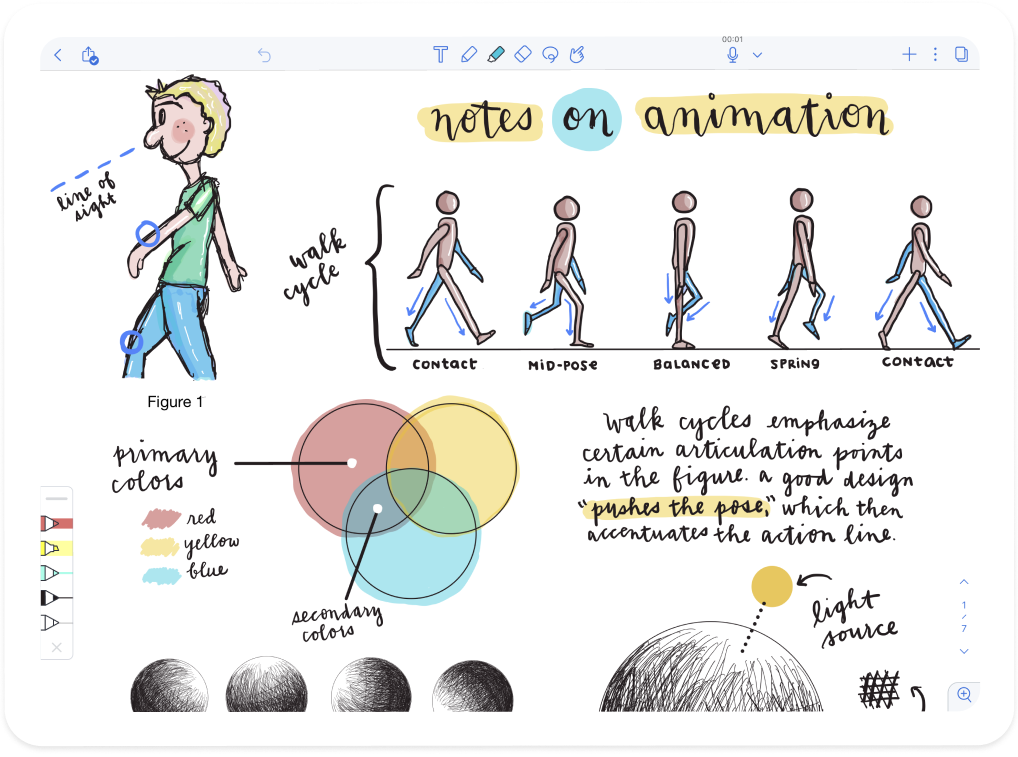 00:01
notes on animation
line of
sight
walk
cycle
CONTACT MID-POSE BALANCED SPRING CONTACT
Figure 1
primary
colors
red
yellow
blue
secondary
colors
walk cycles emphasize
certain articulation points
in the figure. a good design
"pushes the pose," which then
accentuates the action line.
light
source
1
/
7